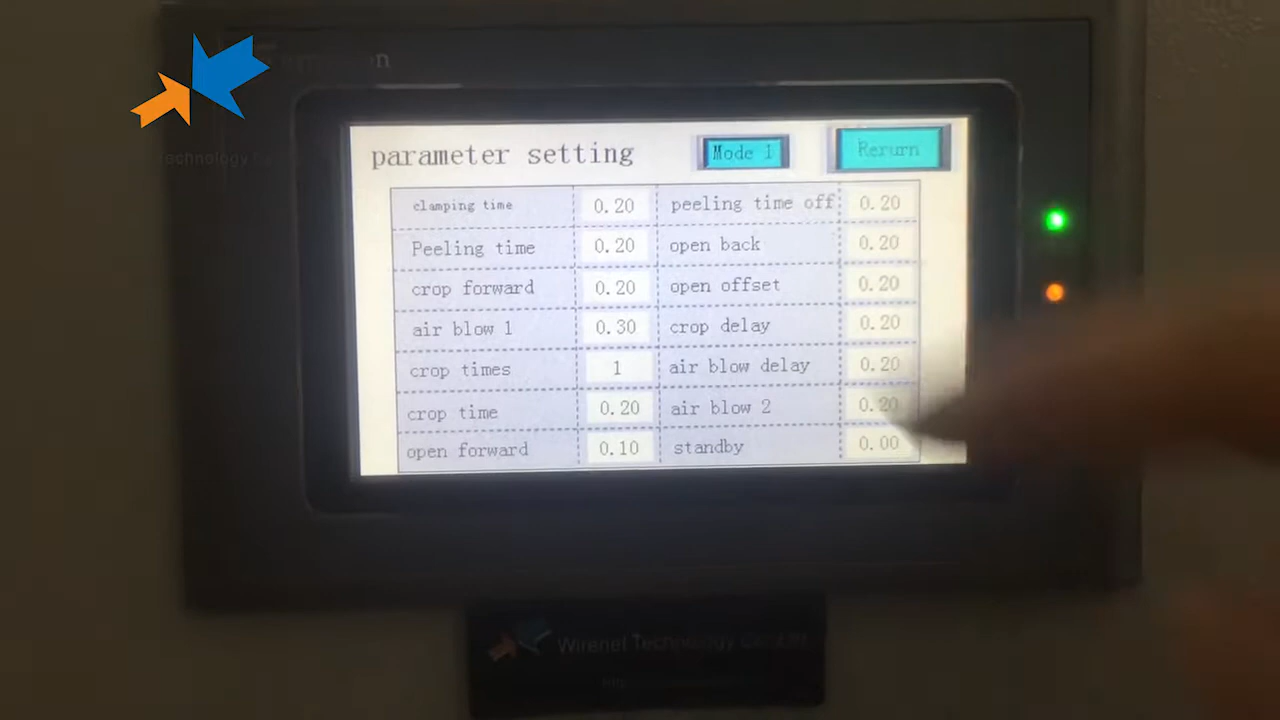 parameter setting Mode 1 Rerurn
clamping time 0.20 peeling time off 0.20
Peeling time 0.20 open back 0.20
crop forward 0.20 open offset 0.20
air blow 1 0.30 crop delay 0.20
crop times 1 air blow delay 0.20
crop time 0.20 air blow 2 0.20
open forward 0.10 standby 0.00
Wirenet Technology